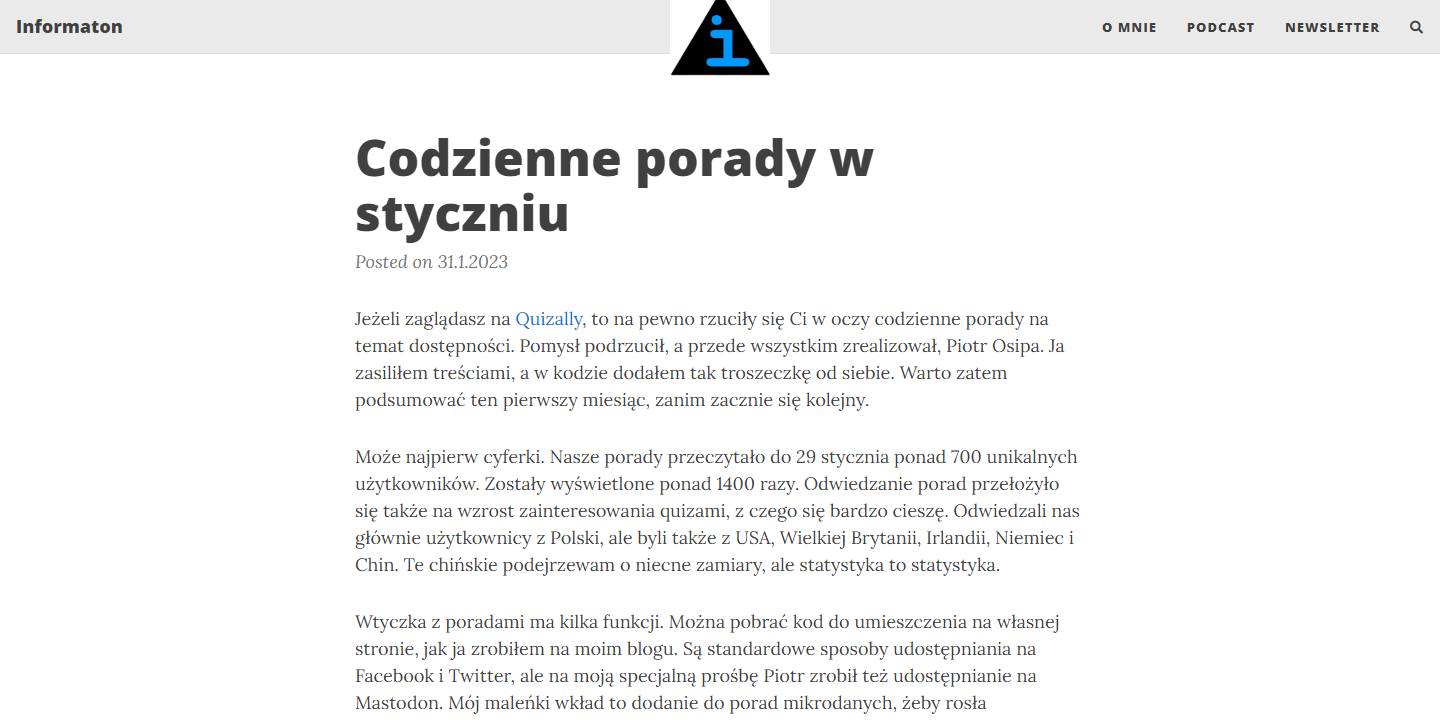 Informaton
i
O MNIE
PODCAST
NEWSLETTER
Codzienne porady w
styczniu
Posted on 31.1.2023
Jeżeli zaglądasz na Quizally, to na pewno rzuciły się Ci w oczy codzienne porady na
temat dostępności. Pomysł podrzucił, a przede wszystkim zrealizował, Piotr Osipa. Ja
zasiliłem treściami, a w kodzie dodałem tak troszeczkę od siebie. Warto zatem
podsumować ten pierwszy miesiąc, zanim zacznie się kolejny.
Może najpierw cyferki. Nasze porady przeczytało do 29 stycznia ponad 700 unikalnych
użytkowników. Zostały wyświetlone ponad 1400 razy. Odwiedzanie porad przełożyło
się także na wzrost zainteresowania quizami, z czego się bardzo cieszę. Odwiedzali nas
głównie użytkownicy z Polski, ale byli także z USA, Wielkiej Brytanii, Irlandii, Niemiec i
Chin. Te chińskie podejrzewam o niecne zamiary, ale statystyka to statystyka.
Wtyczka z poradami ma kilka funkcji. Można pobrać kod do umieszczenia na własnej
stronie, jak ja zrobiłem na moim blogu. Są standardowe sposoby udostępniania na
Facebook i Twitter, ale na moją specjalną prośbę Piotr zrobił też udostępnianie na
Mastodon. Mój maleńki wkład to dodanie do porad mikrodanych, żeby rosła